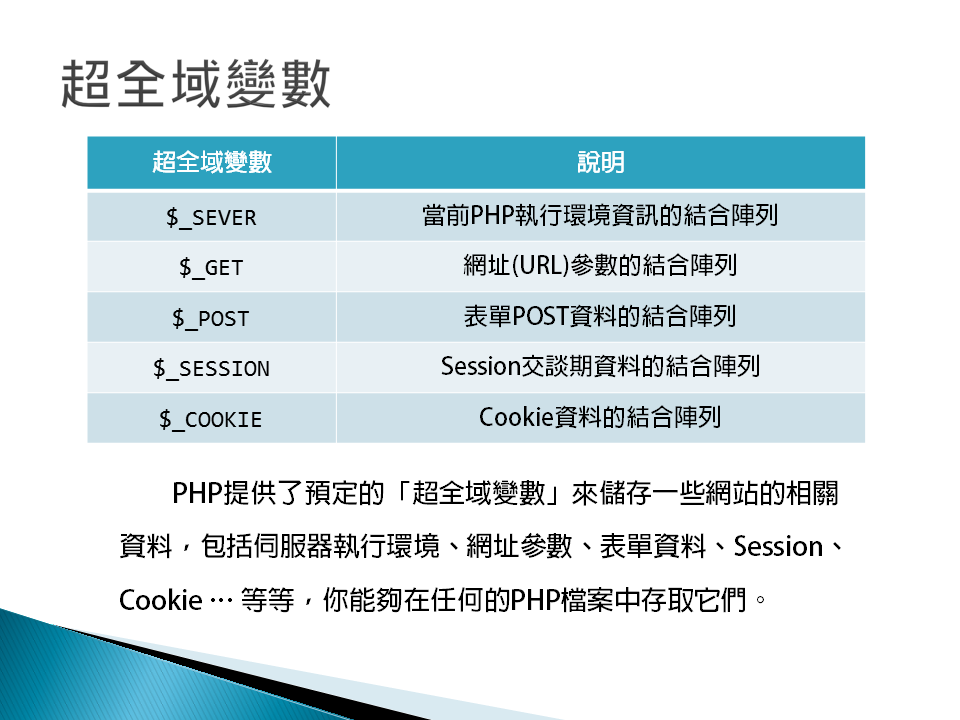 超全域變數
超全域變數 說明
$_SEVER 當前PHP執行環境資訊的結合陣列
$_GET 網址(URL)參數的結合陣列
$_POST 表單POST資料的結合陣列
$_SESSION Session交談期資料的結合陣列
$_COOKIE Cookie資料的結合陣列
PHP提供了預定的「超全域變數」來儲存一些網站的相關
資料，包括伺服器執行環境、網址參數、表單資料、Session、
Cookie … 等等，你能夠在任何的PHP檔案中存取它們。